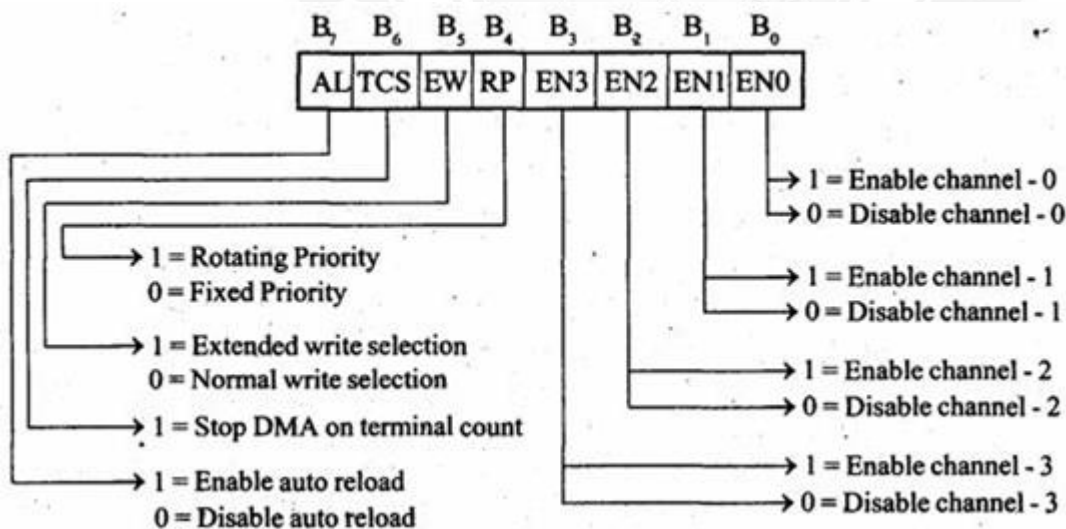 B₇ B₆ B₅ B₄ B₃ B₂ B₁ B₀
AL TCS EW RP EN3 EN2 EN1 EN0
1 = Enable channel - 0
0 = Disable channel - 0
1 = Rotating Priority
0 = Fixed Priority
1 = Enable channel - 1
0 = Disable channel - 1
1 = Extended write selection
0 = Normal write selection
1 = Enable channel - 2
0 = Disable channel - 2
1 = Stop DMA on terminal count
1 = Enable auto reload
0 = Disable auto reload
1 = Enable channel - 3
0 = Disable channel - 3